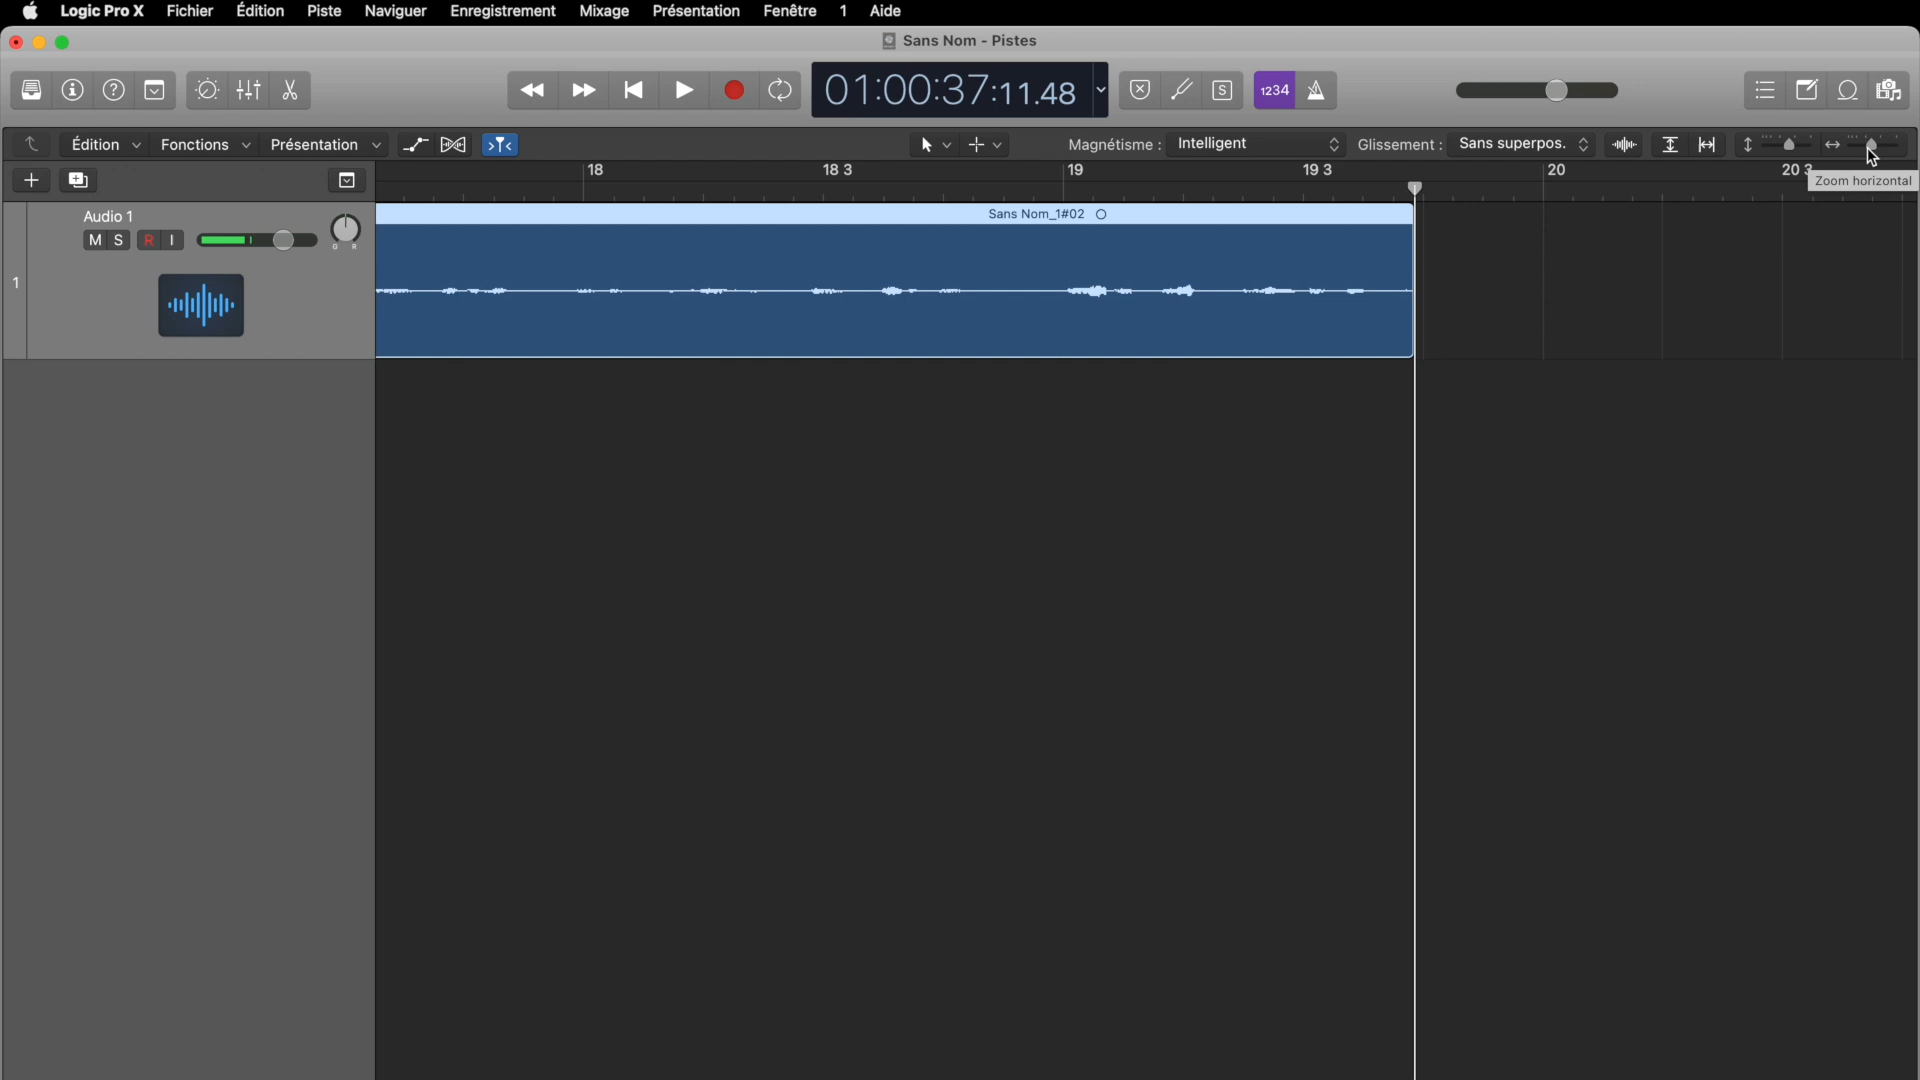 Logic Pro X Fichier Édition Piste Naviguer Enregistrement Mixage Présentation Fenêtre 1 Aide
Sans Nom - Pistes
01:00:37:11.48
S
1234
Édition Fonctions Présentation
Magnétisme : Intelligent
Glissement : Sans superpos.
18
18 3
19
19 3
20
20 3
Zoom horizontal
Audio 1
M S R I
G R
1
Sans Nom_1#02